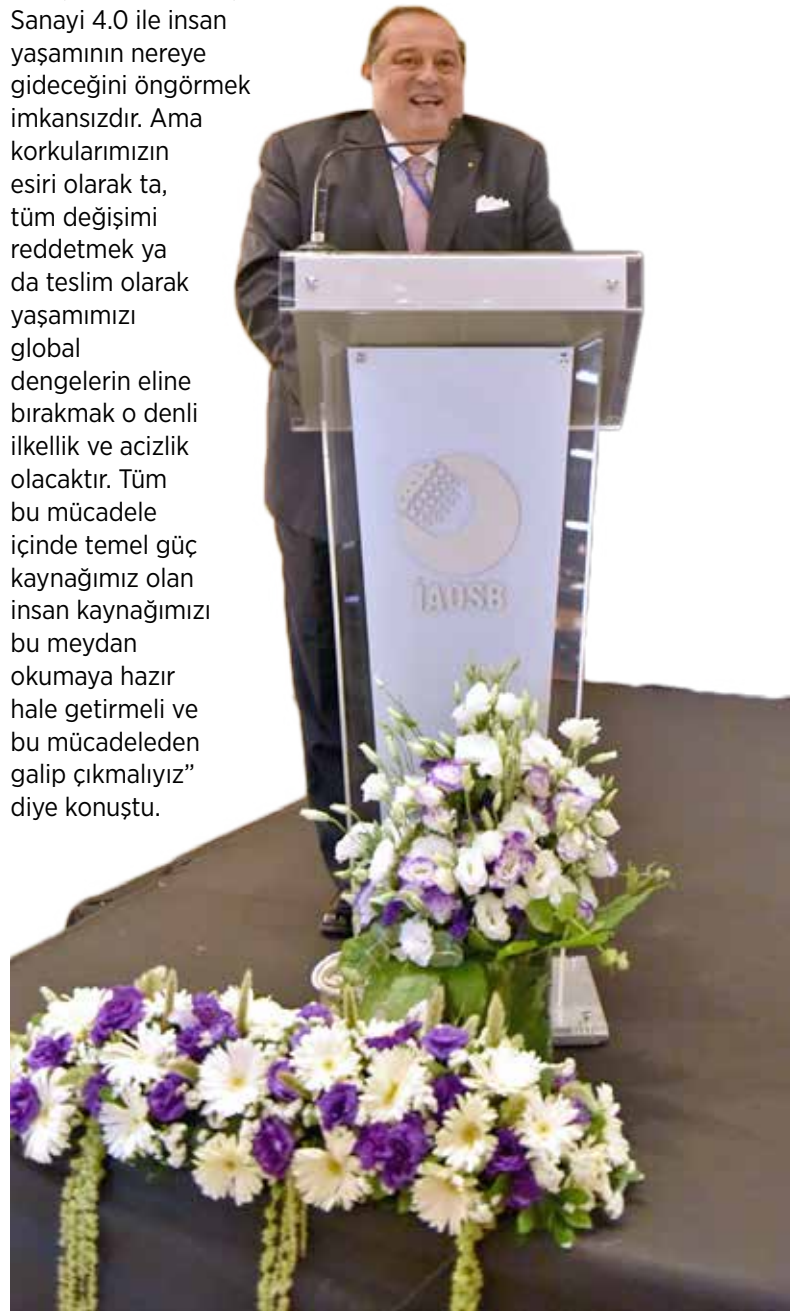 Sanayi 4.0 ile insan
yaşamının nereye
gideceğini öngörmek
imkansızdır. Ama
korkularımızın
esiri olarak ta,
tüm değişimi
reddetmek ya
da teslim olarak
yaşamımızı
global
dengelerin eline
bırakmak o denli
ilkellik ve acizlik
olacaktır. Tüm
bu mücadele
içinde temel güç
kaynağımız olan
insan kaynağımızı
bu meydan
okumaya hazır
hale getirmeli ve
bu mücadeleden
galip çıkmalıyız”
diye konuştu.
İAOSB